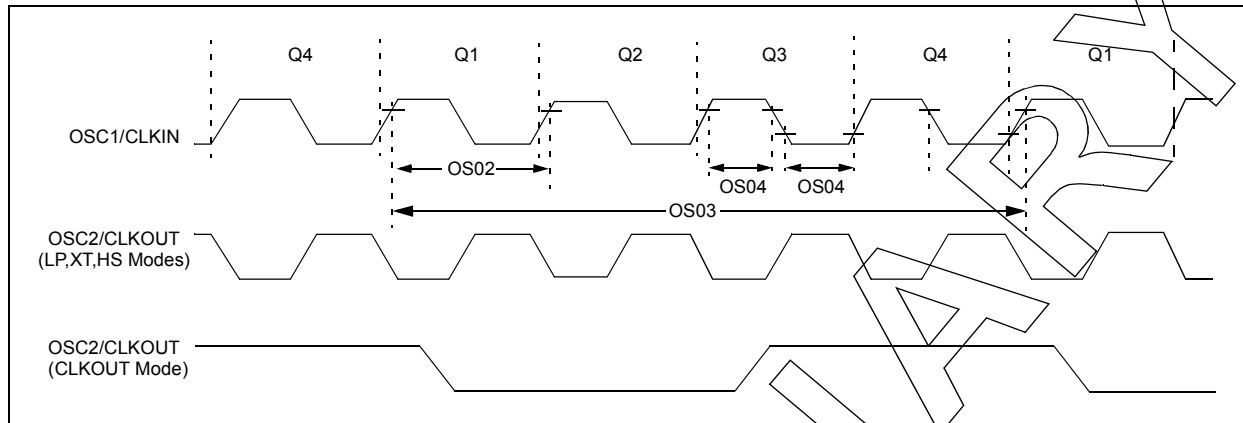 Q4 Q1 Q2 Q3 Q4 Q1
OSC1/CLKIN
OS02 OS04 OS04
OS03
OSC2/CLKOUT
(LP,XT,HS Modes)
OSC2/CLKOUT
(CLKOUT Mode)